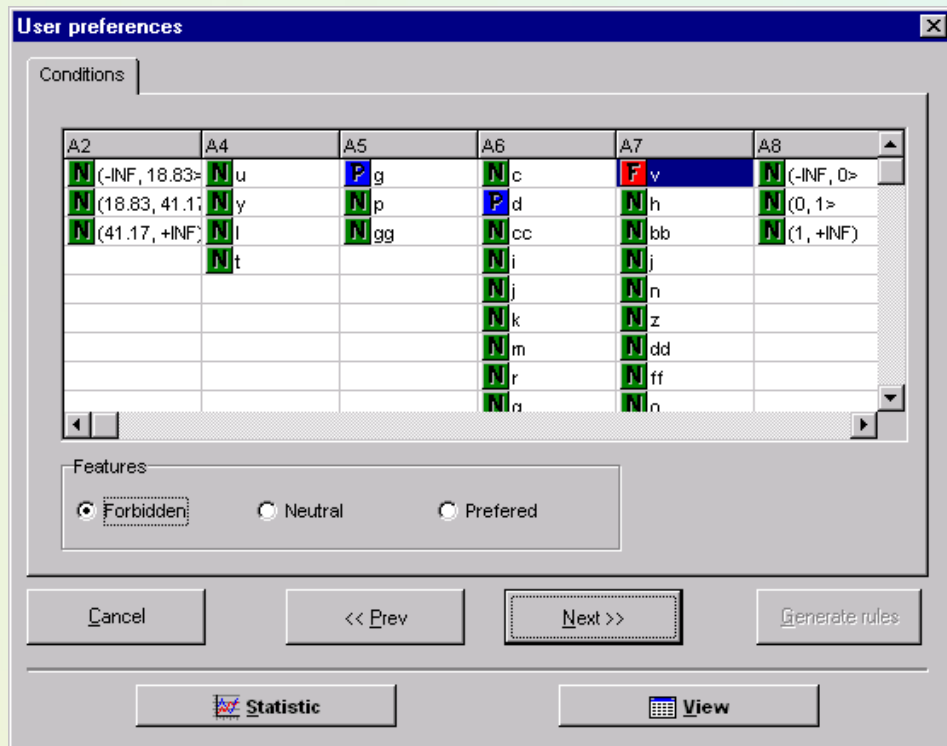 User preferences
Conditions
A2 A4 A5 A6 A7 A8
N (-INF, 18.83> N u P g N c F v N (-INF, 0>
N (18.83, 41.17 N y N p P d N h N (0, 1>
N (41.17, +INF) N l N gg N cc N bb N (1, +INF)
N t N i N j
N j N n
N k N z
N m N dd
N r N ff
N N o
Features
Forbidden Neutral Prefered
Cancel << Prev Next >> Generate rules
Statistic View